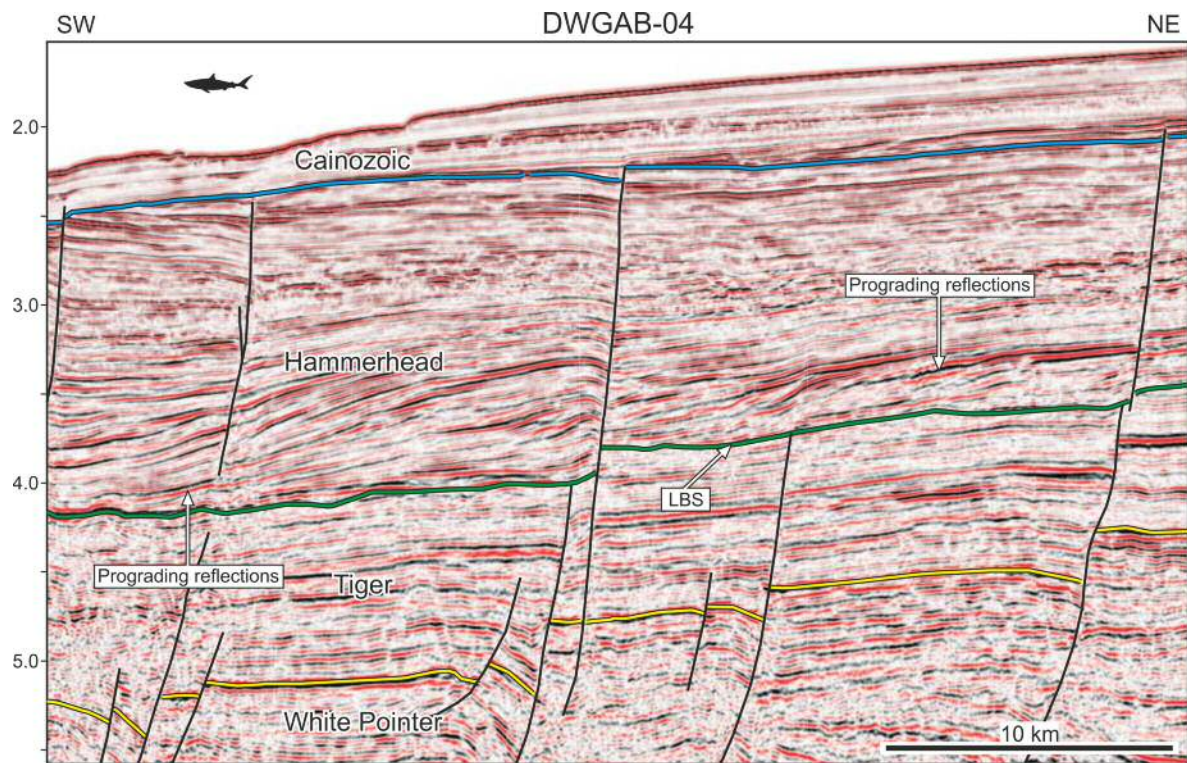 SW
DWGAB-04
NE
2.0
Cainozoic
3.0
Prograding reflections
Hammerhead
4.0
LBS
Prograding reflections
Tiger
5.0
White Pointer
10 km